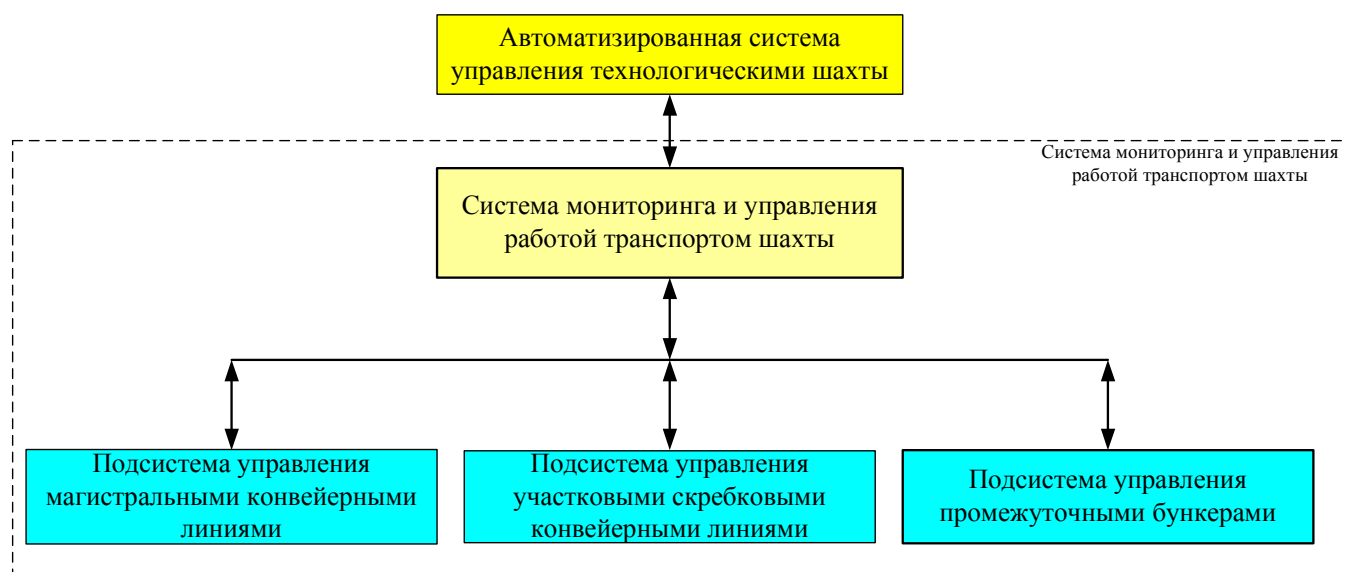 Автоматизированная система
управления технологическими шахты
Система мониторинга и управления
работой транспортом шахты
Система мониторинга и управления
работой транспортом шахты
Подсистема управления
магистральными конвейерными
линиями
Подсистема управления
участковыми скребковыми
конвейерными линиями
Подсистема управления
промежуточными бункерами